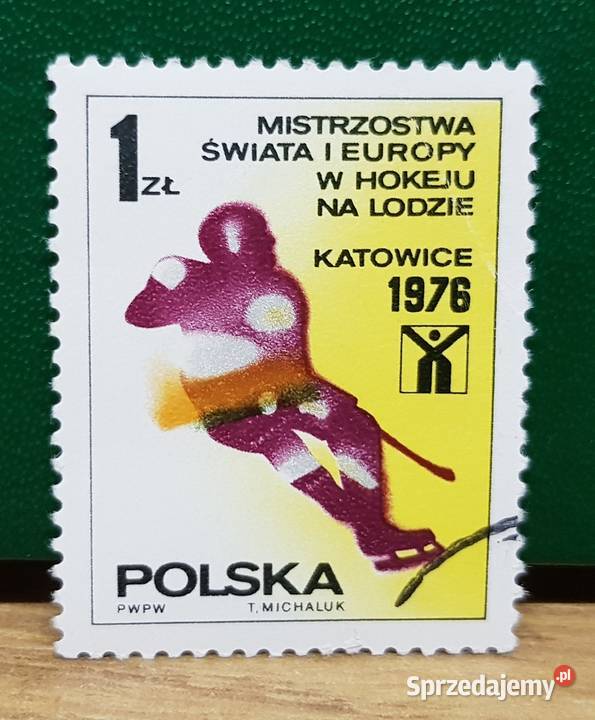 1 ZŁ
MISTRZOSTWA
ŚWIATA I EUROPY
W HOKEJU
NA LODZIE
KATOWICE
1976
POLSKA
PWPW T. MICHALUK
Sprzedajemy.pl